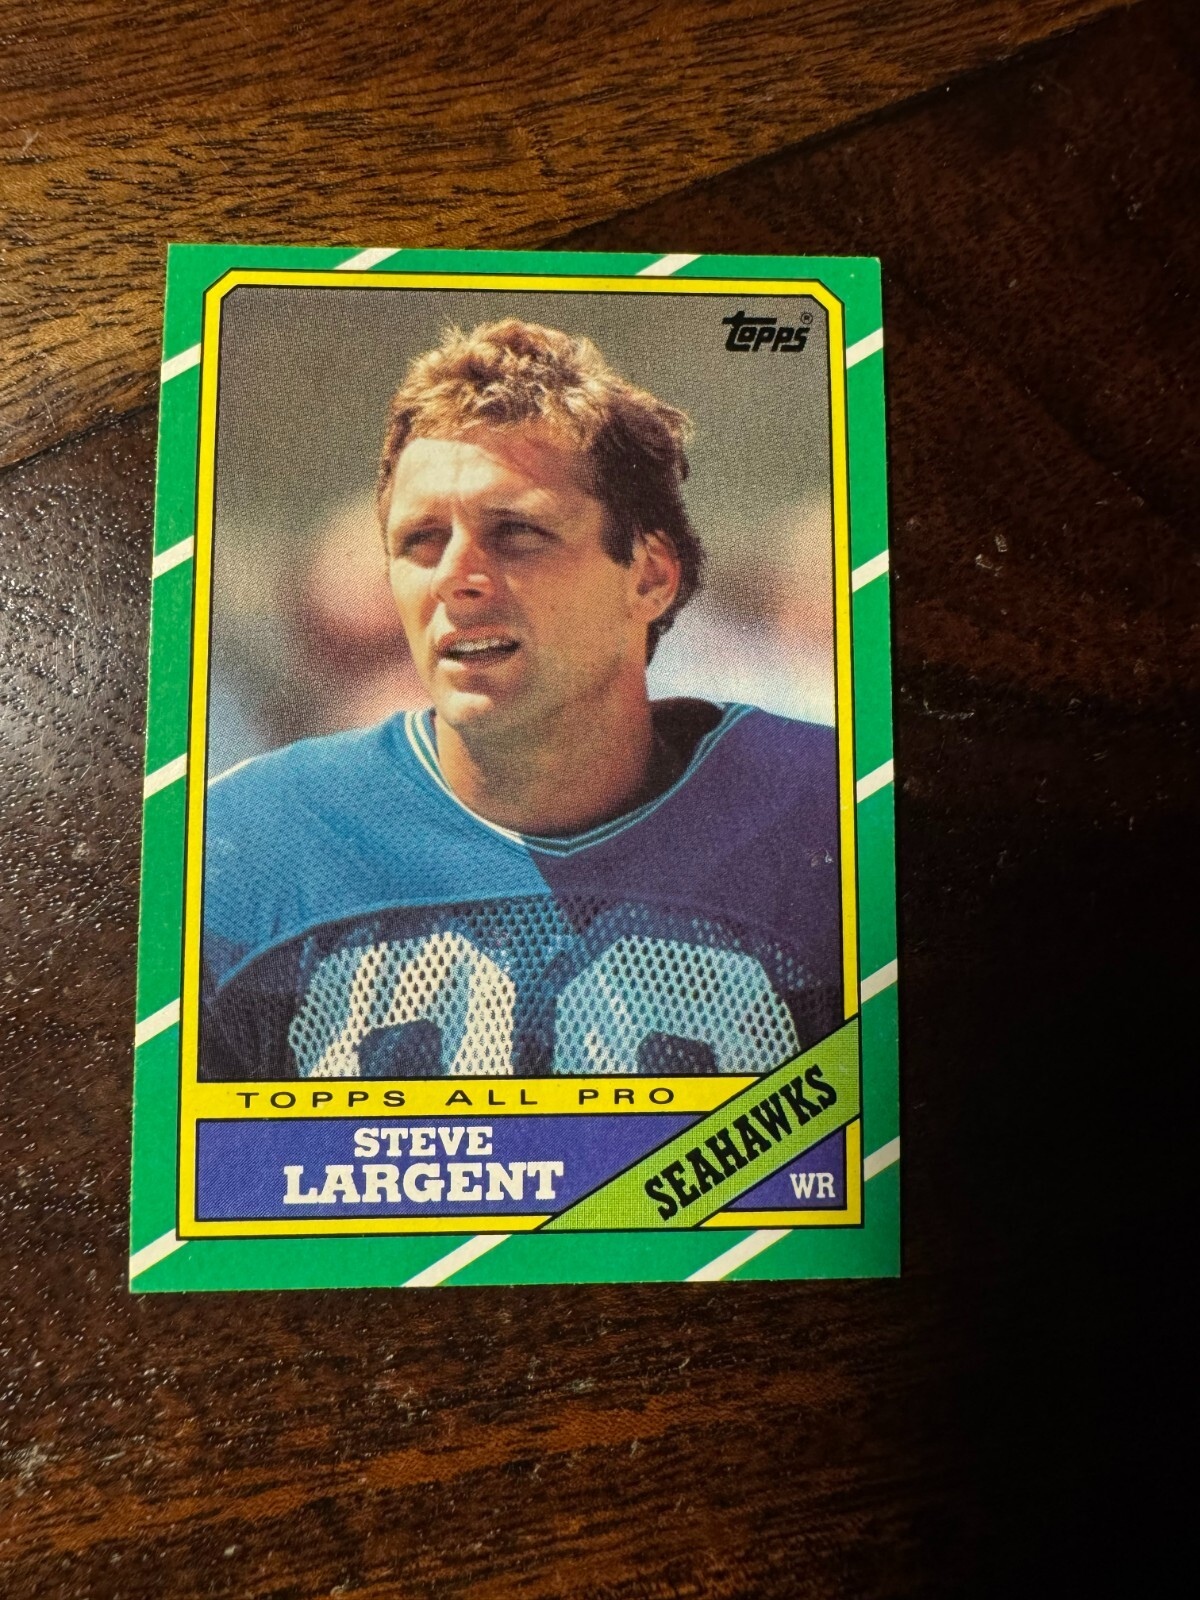 topps®
TOPPS ALL PRO
STEVE
LARGENT
SEAHAWKS
WR